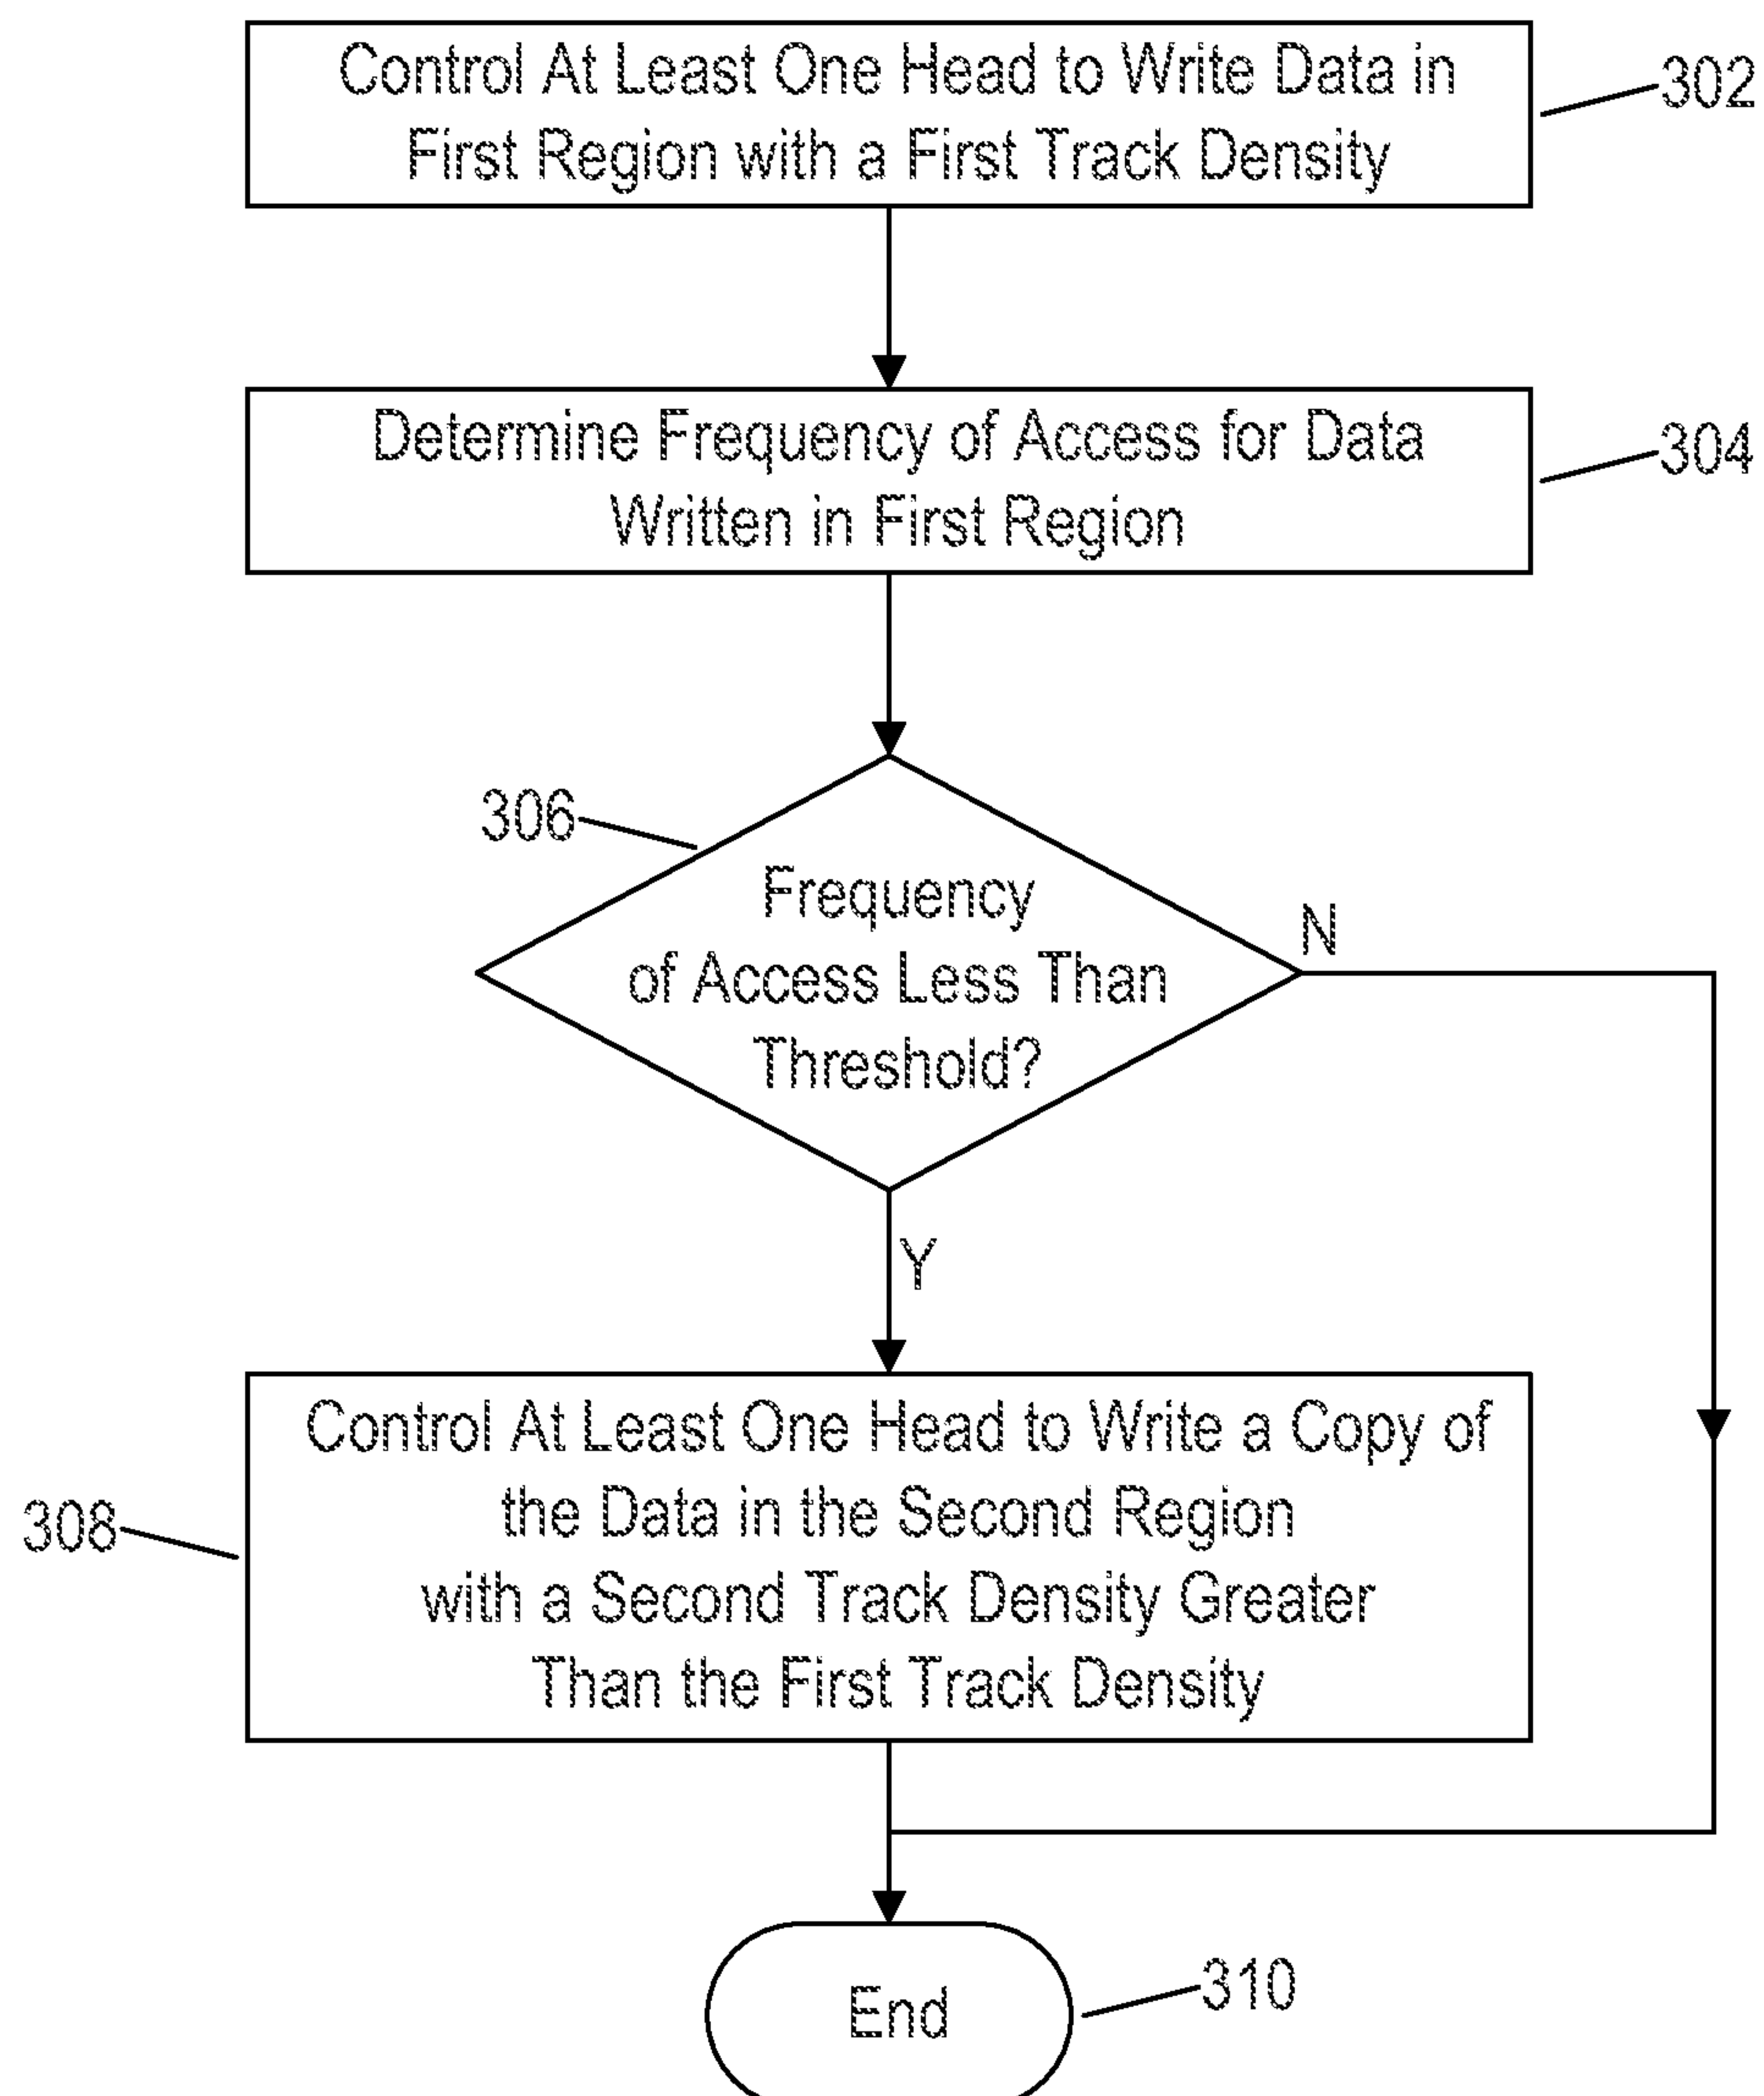 Control At Least One Head to Write Data in
First Region with a First Track Density
302
Determine Frequency of Access for Data
Written in First Region
304
306
Frequency
of Access Less Than
Threshold?
N
Y
Control At Least One Head to Write a Copy of
the Data in the Second Region
with a Second Track Density Greater
Than the First Track Density
308
End
310